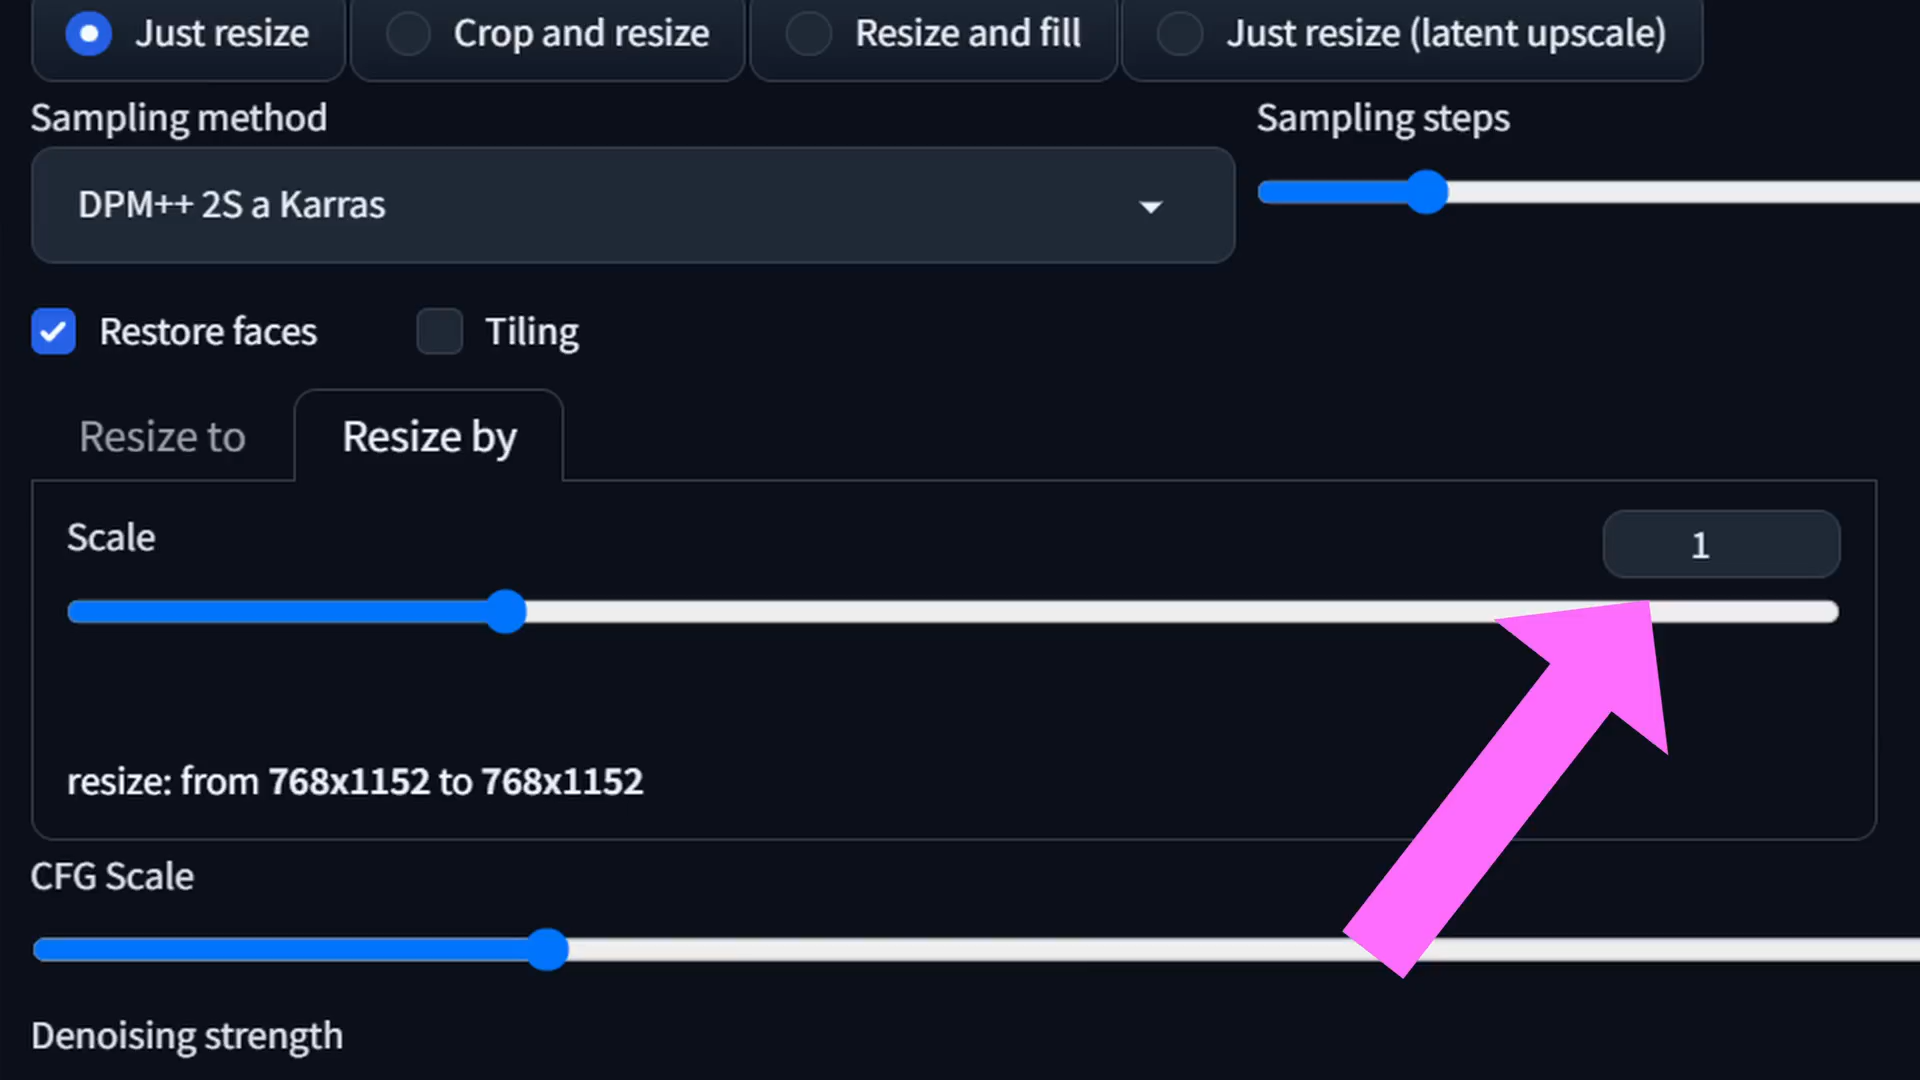 Just resize
Crop and resize
Resize and fill
Just resize (latent upscale)
Sampling method
Sampling steps
DPM++ 2S a Karras
Restore faces
Tiling
Resize to
Resize by
Scale
1
resize: from 768x1152 to 768x1152
CFG Scale
Denoising strength